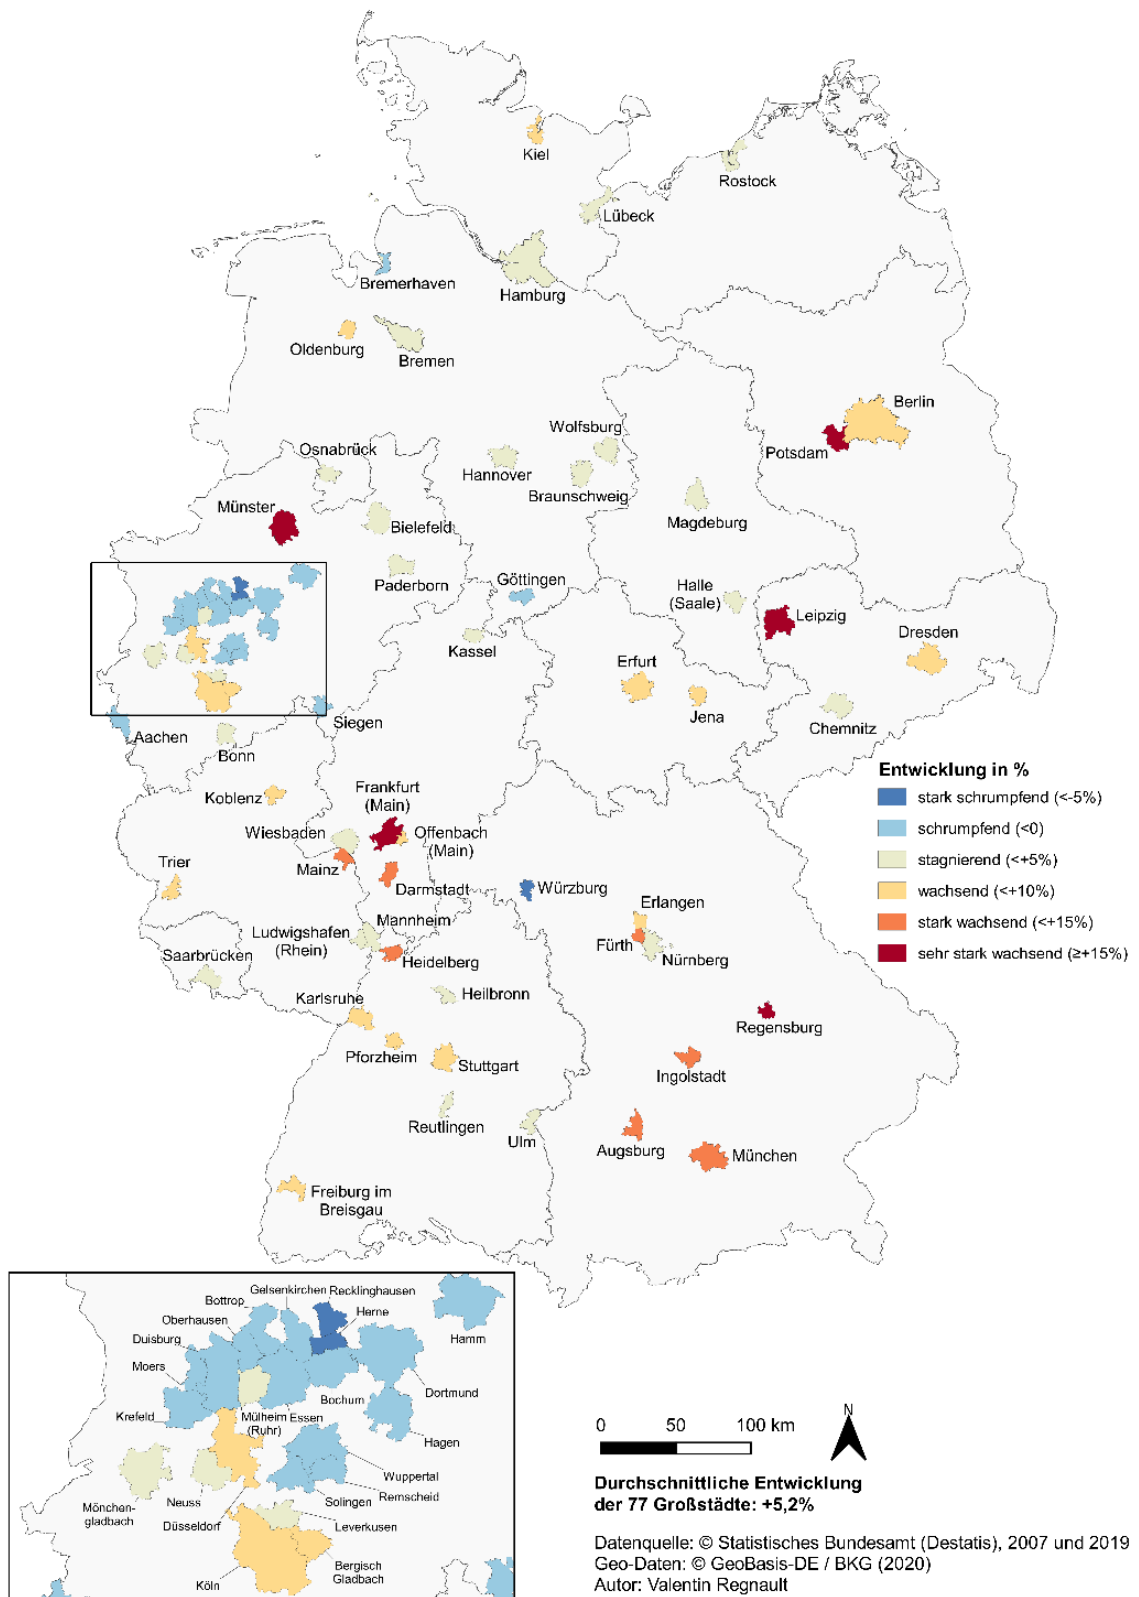 Kiel
Rostock
Lübeck
Bremerhaven
Hamburg
Oldenburg
Bremen
Berlin
Potsdam
Wolfsburg
Osnabrück
Hannover
Braunschweig
Magdeburg
Münster
Bielefeld
Paderborn
Göttingen
Halle
(Saale)
Leipzig
Dresden
Kassel
Erfurt
Jena
Chemnitz
Siegen
Aachen
Bonn
Koblenz
Frankfurt
(Main)
Wiesbaden
Offenbach
(Main)
Mainz
Trier
Darmstadt
Würzburg
Mannheim
Erlangen
Ludwigshafen
(Rhein)
Fürth
Nürnberg
Saarbrücken
Heidelberg
Heilbronn
Karlsruhe
Regensburg
Pforzheim
Stuttgart
Ingolstadt
Reutlingen
Ulm
Augsburg
München
Freiburg im
Breisgau
Entwicklung in %
stark schrumpfend (<-5%)
schrumpfend (<0)
stagnierend (<+5%)
wachsend (<+10%)
stark wachsend (<+15%)
sehr stark wachsend (≥+15%)
Gelsenkirchen
Recklinghausen
Bottrop
Herne
Oberhausen
Duisburg
Hamm
Moers
Dortmund
Bochum
Krefeld
Mülheim
(Ruhr)
Essen
Hagen
Wuppertal
Remscheid
Mönchen-
gladbach
Neuss
Solingen
Düsseldorf
Leverkusen
Bergisch
Gladbach
Köln
0 50 100 km
N
Durchschnittliche Entwicklung
der 77 Großstädte: +5,2%
Datenquelle: © Statistisches Bundesamt (Destatis), 2007 und 2019
Geo-Daten: © GeoBasis-DE / BKG (2020)
Autor: Valentin Regnault